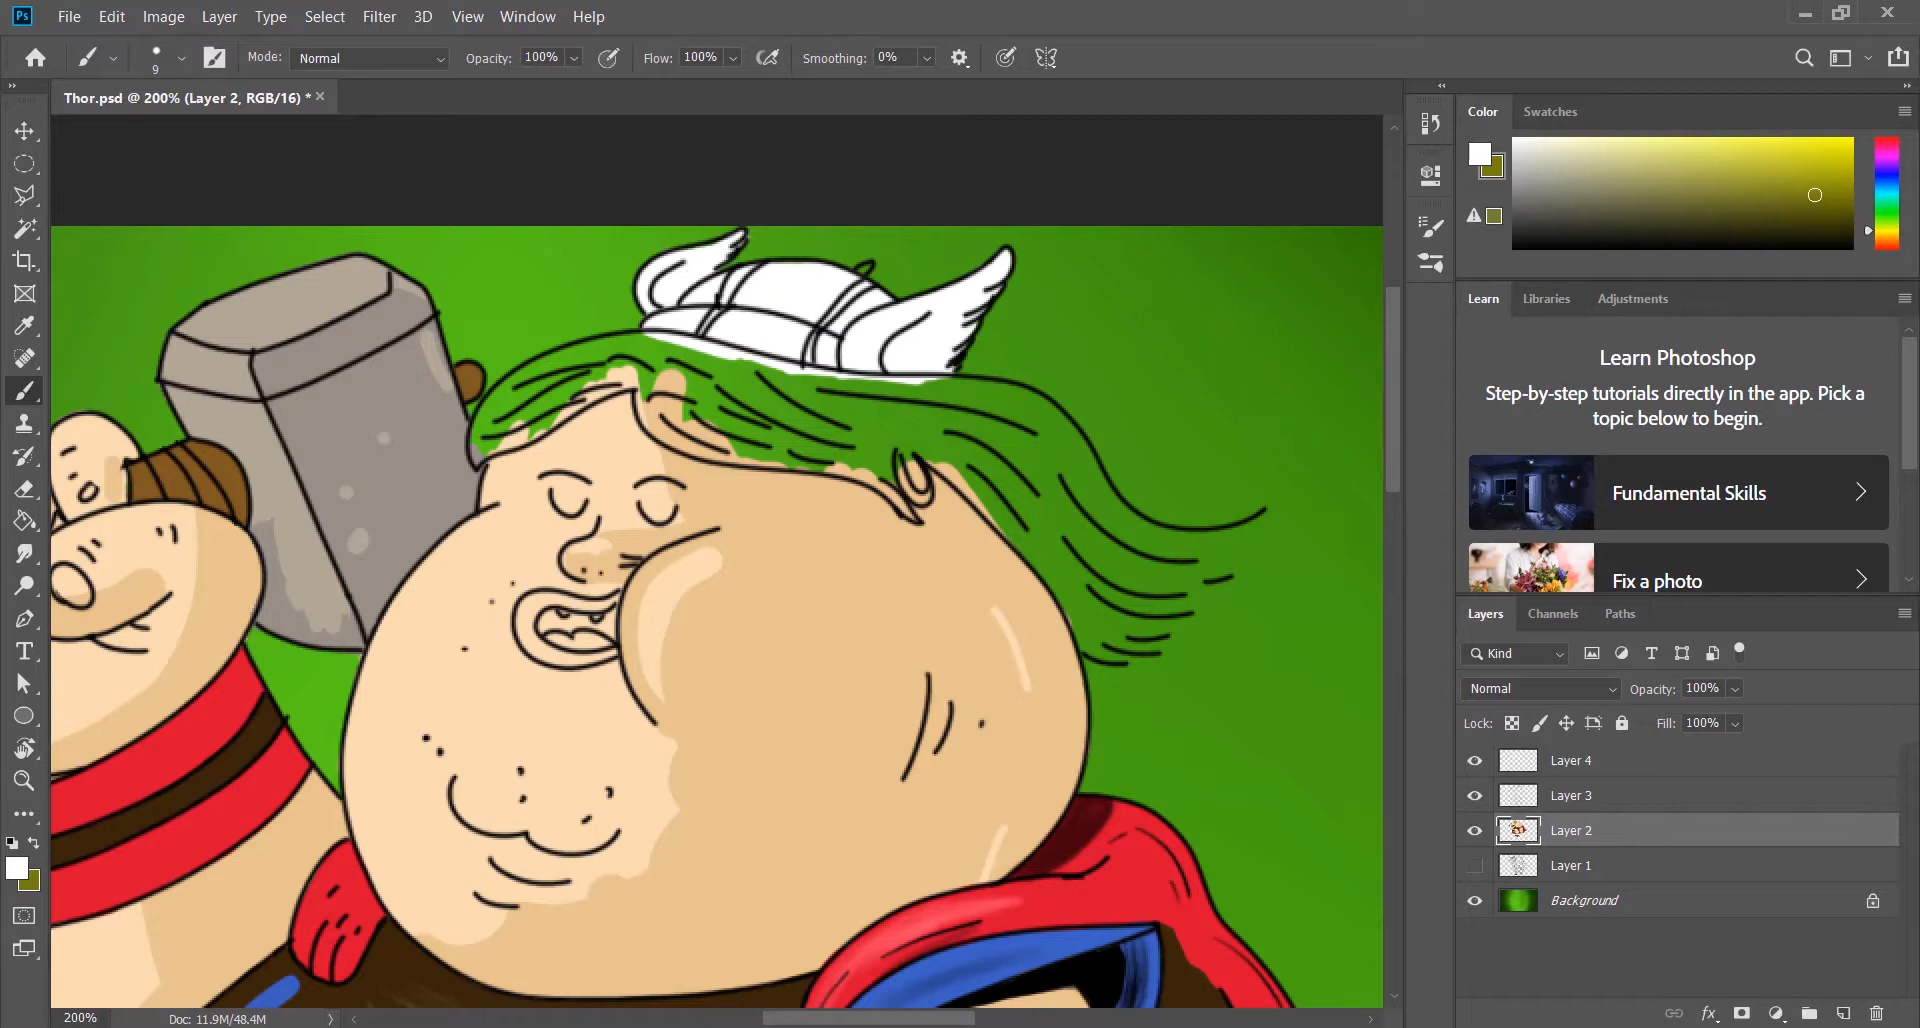 Ps File Edit Image Layer Type Select Filter 3D View Window Help
9 Mode: Normal Opacity: 100% Flow: 100% Smoothing: 0%
Thor.psd @ 200% (Layer 2, RGB/16) *
Color Swatches
Learn Libraries Adjustments
Learn Photoshop
Step-by-step tutorials directly in the app. Pick a
topic below to begin.
Fundamental Skills
Fix a photo
Layers Channels Paths
Kind
Normal Opacity: 100%
Lock: Fill: 100%
Layer 4
Layer 3
Layer 2
Layer 1
Background
200% Doc: 11.9M/48.4M